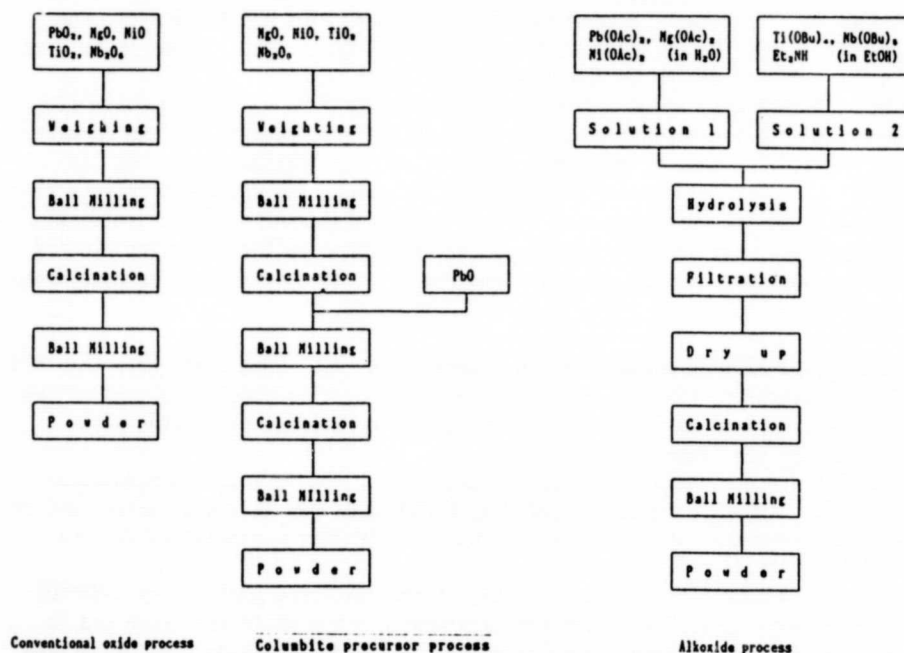 PbO₂, MgO, NiO
TiO₂, Nb₂O₅
Weighing
Ball Milling
Calcination
Ball Milling
Powder
Conventional oxide process
MgO, NiO, TiO₂
Nb₂O₅
Weighting
Ball Milling
Calcination
PbO
Ball Milling
Calcination
Ball Milling
Powder
Columbite precursor process
Pb(OAc)₂, Mg(OAc)₂
Ni(OAc)₂ (in H₂O)
Ti(OBu)₄, Nb(OBu)₅
Et₂NH (in EtOH)
Solution 1
Solution 2
Hydrolysis
Filtration
Dry up
Calcination
Ball Milling
Powder
Alkoxide process